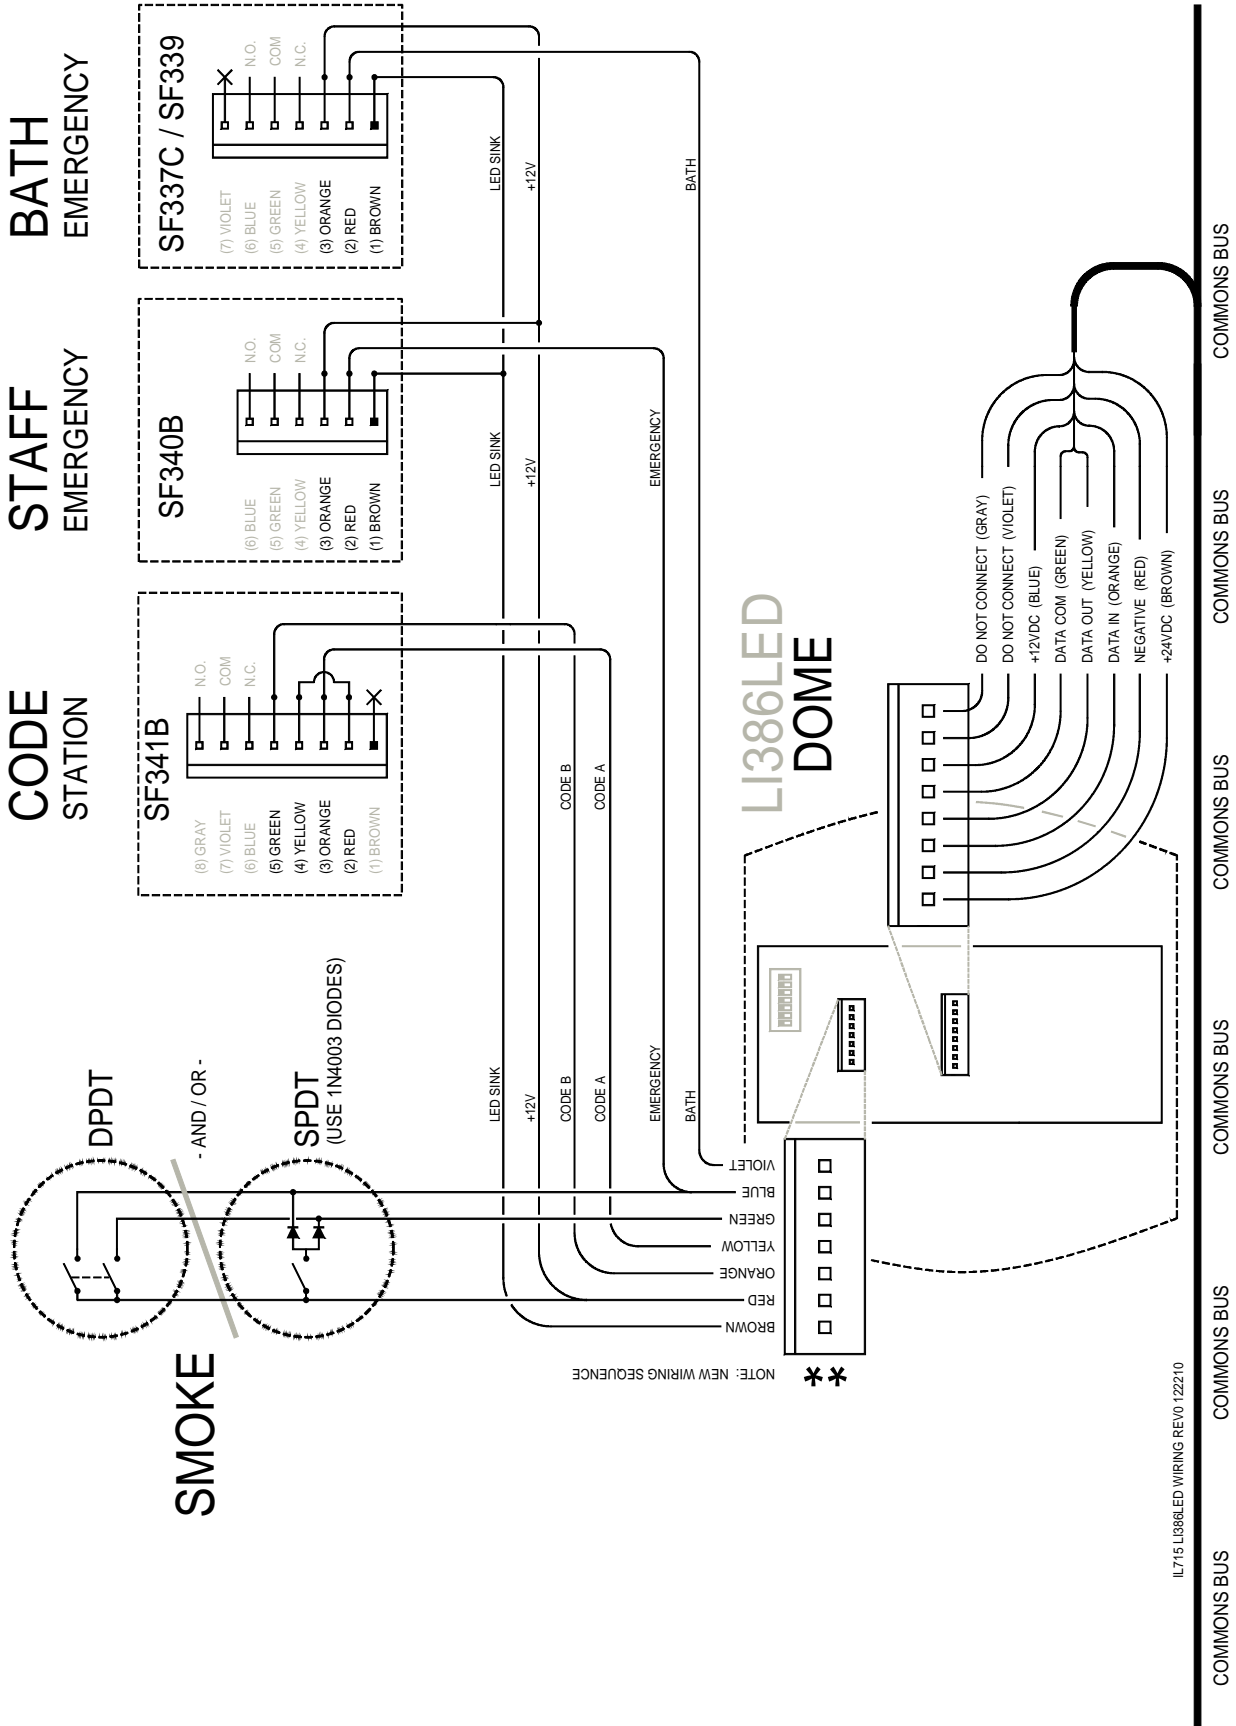 SMOKE
DPDT
- AND / OR -
SPDT
(USE 1N4003 DIODES)
CODE
STATION
SF341B
(8) GRAY
N.O.
(7) VIOLET
COM
(6) BLUE
N.C.
(5) GREEN
(4) YELLOW
(3) ORANGE
(2) RED
(1) BROWN
STAFF
EMERGENCY
SF340B
(6) BLUE
N.O.
(5) GREEN
COM
(4) YELLOW
N.C.
(3) ORANGE
(2) RED
(1) BROWN
BATH
EMERGENCY
SF337C / SF339
(7) VIOLET
(6) BLUE
N.O.
(5) GREEN
COM
(4) YELLOW
N.C.
(3) ORANGE
(2) RED
(1) BROWN
LED SINK
LED SINK
LED SINK
+12V
+12V
+12V
CODE B
CODE B
CODE A
CODE A
EMERGENCY
EMERGENCY
BATH
BATH
VIOLET
BLUE
GREEN
YELLOW
ORANGE
RED
BROWN
NOTE: NEW WIRING SEQUENCE
**
LI386LED
DOME
DO NOT CONNECT (GRAY)
DO NOT CONNECT (VIOLET)
+12VDC (BLUE)
DATA COM (GREEN)
DATA OUT (YELLOW)
DATA IN (ORANGE)
NEGATIVE (RED)
+24VDC (BROWN)
IL715 LI386LED WIRING REV0 122210
COMMONS BUS
COMMONS BUS
COMMONS BUS
COMMONS BUS
COMMONS BUS
COMMONS BUS